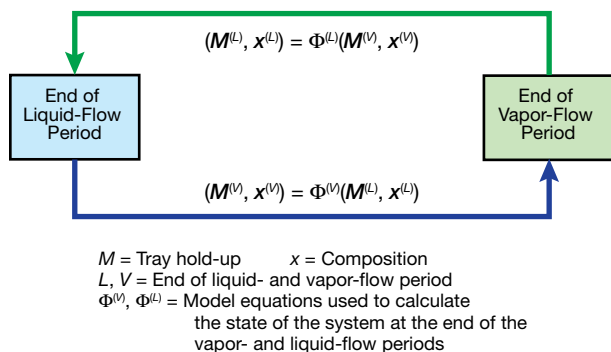 (M(L), x(L)) = Φ(L)(M(V), x(V))
End of
Liquid-Flow
Period
End of
Vapor-Flow
Period
(M(V), x(V)) = Φ(V)(M(L), x(L))
M = Tray hold-up x = Composition
L, V = End of liquid- and vapor-flow period
Φ(V), Φ(L) = Model equations used to calculate
the state of the system at the end of the
vapor- and liquid-flow periods